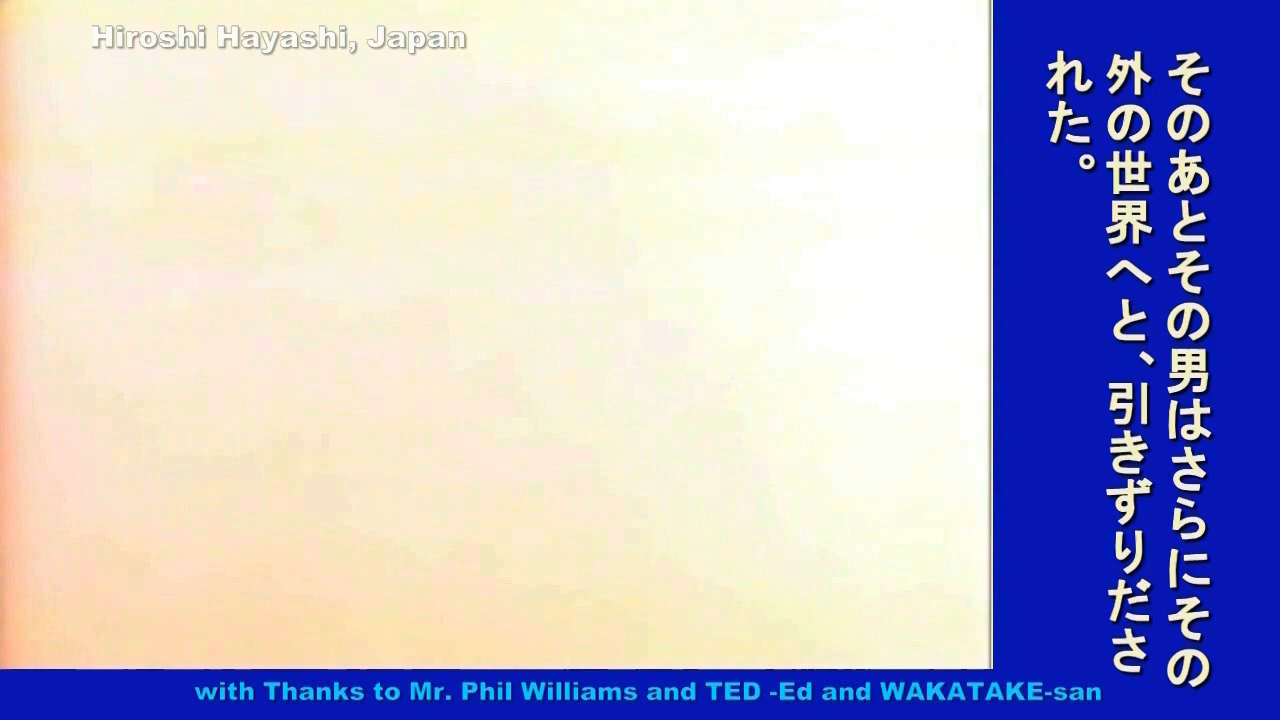 Hiroshi Hayashi, Japan
そのあとその男はさらにその
外の世界へと、引きずりださ
れた。
with Thanks to Mr. Phil Williams and TED -Ed and WAKATAKE-san